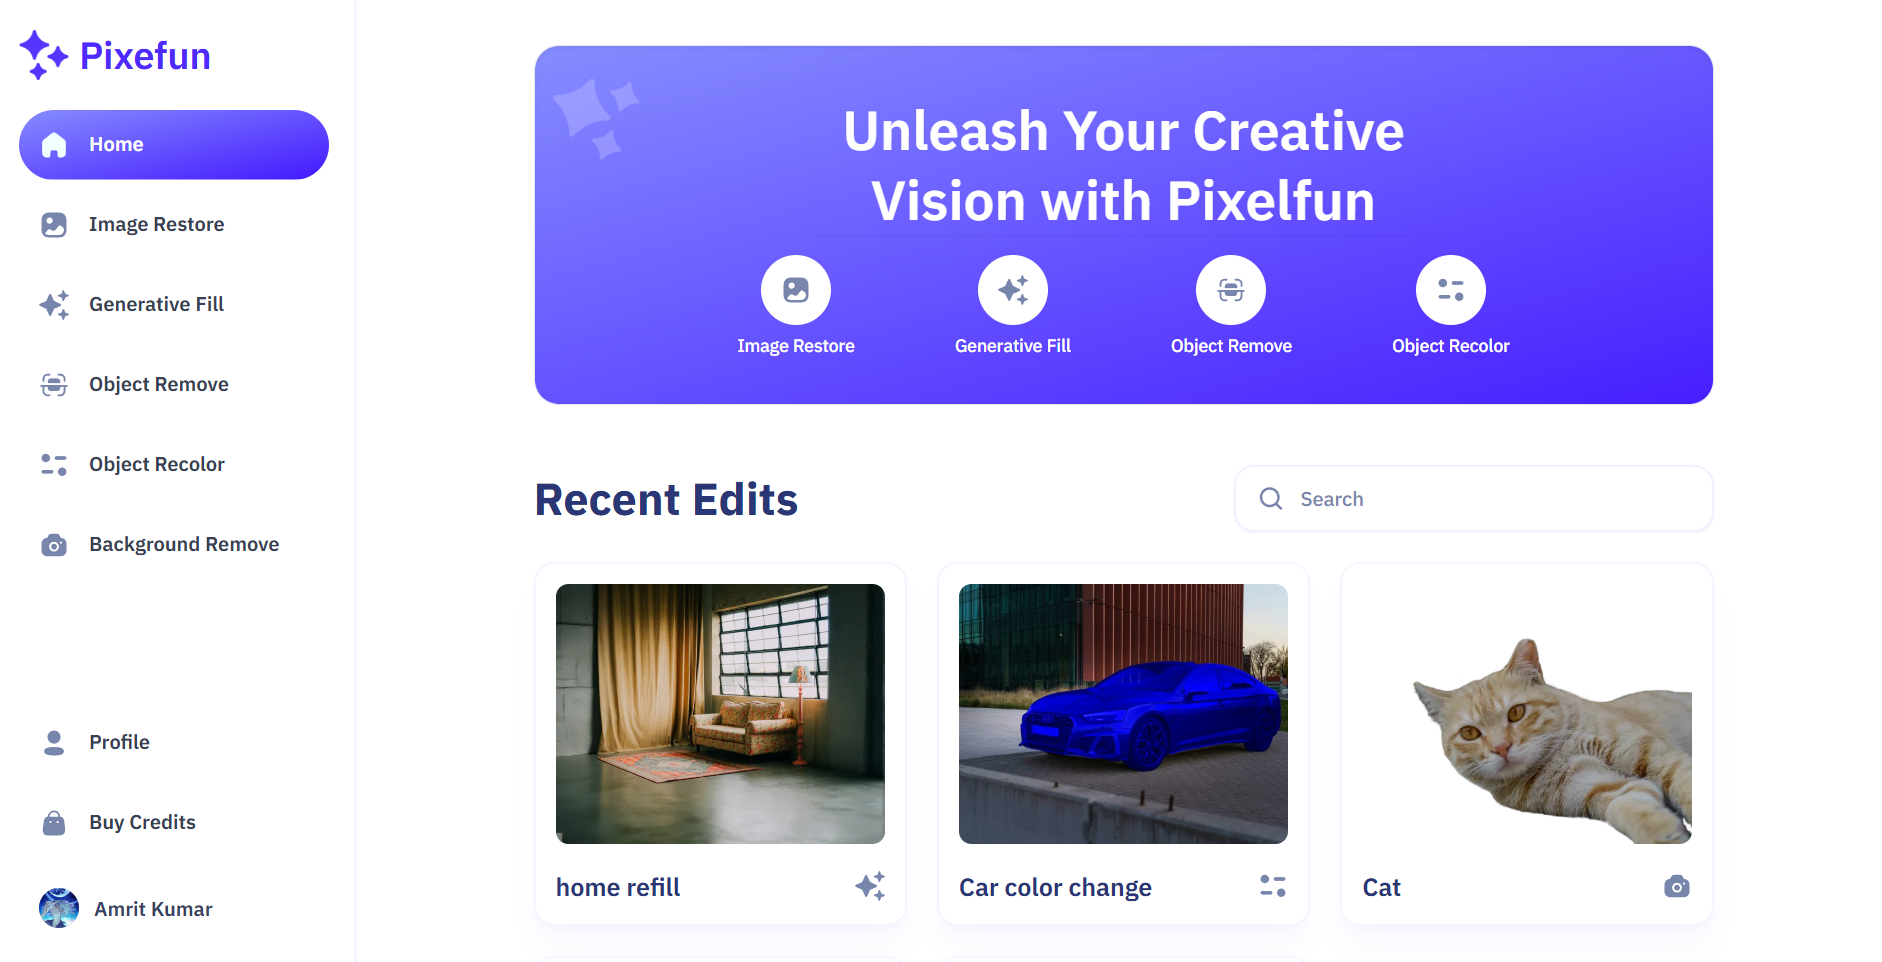 Pixefun
Home
Image Restore
Generative Fill
Object Remove
Object Recolor
Background Remove
Profile
Buy Credits
Amrit Kumar
Unleash Your Creative
Vision with Pixelfun
Image Restore
Generative Fill
Object Remove
Object Recolor
Recent Edits
Search
home refill
Car color change
Cat